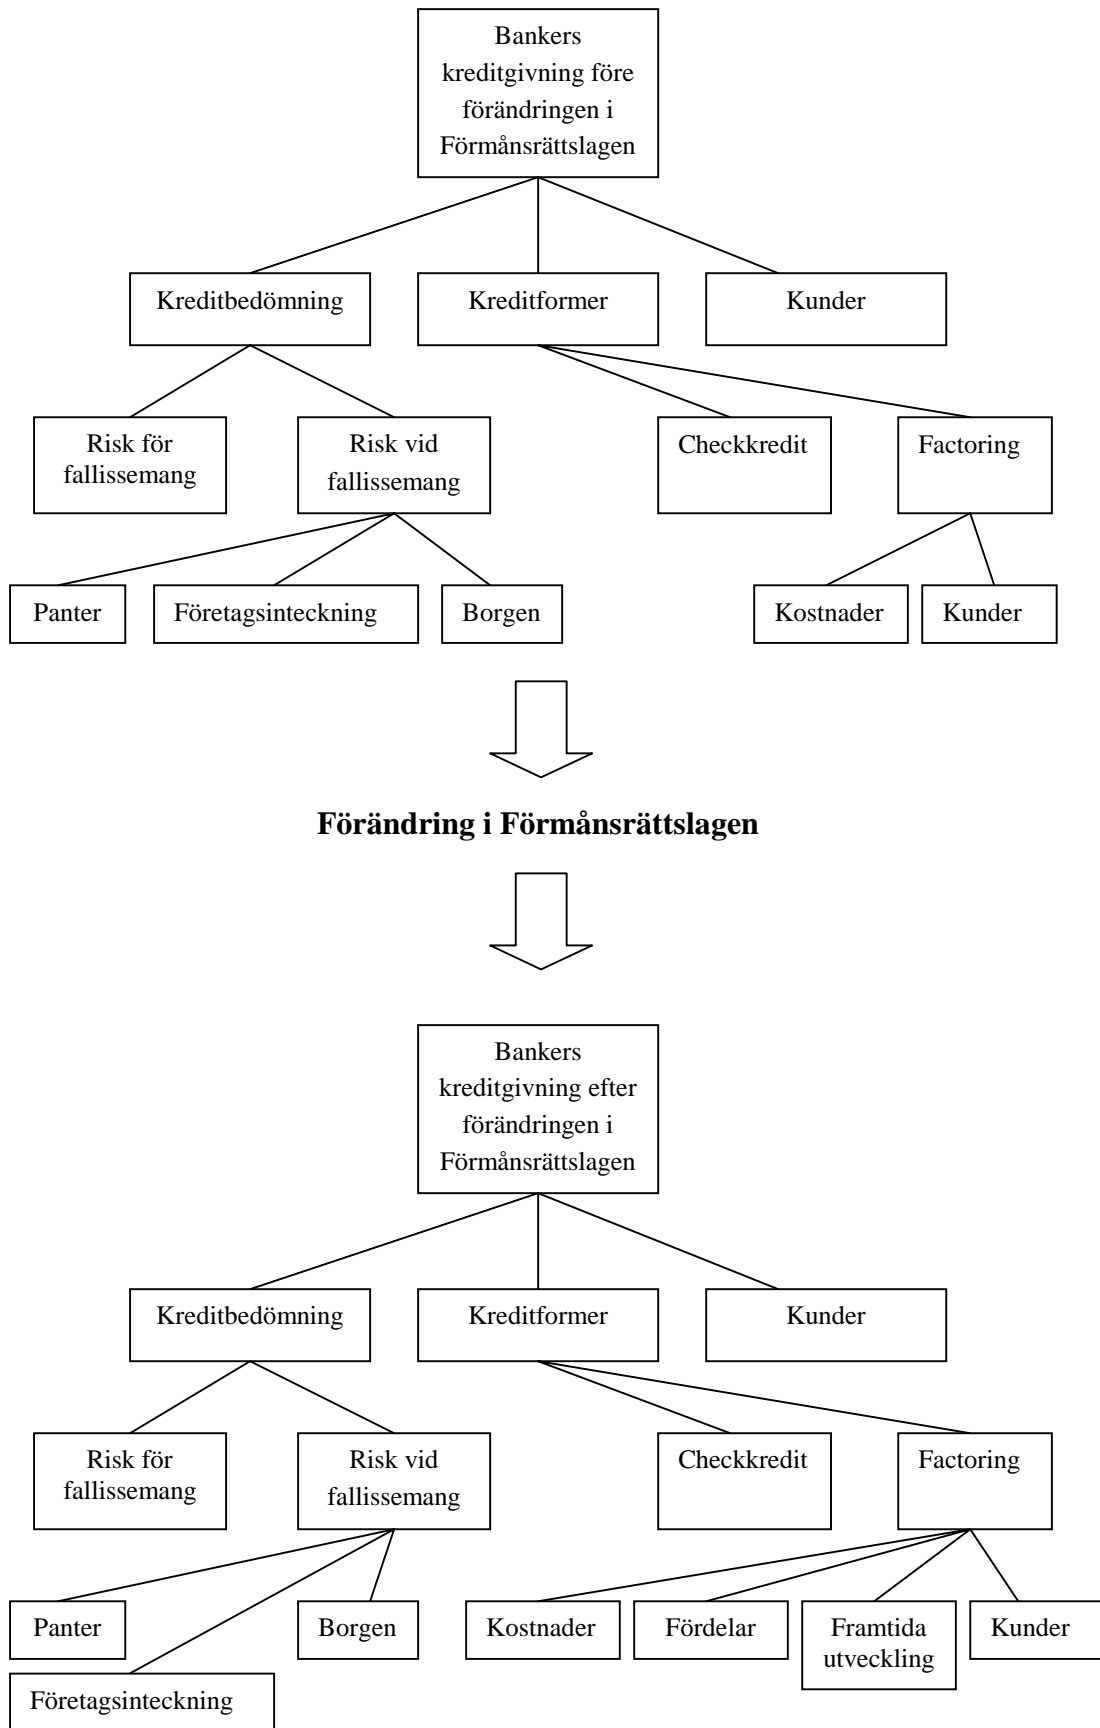 Bankers
kreditgivning före
förändringen i
Förmånsrättslagen
Kreditbedömning
Kreditformer
Kunder
Risk för
fallissemang
Risk vid
fallissemang
Checkkredit
Factoring
Panter
Företagsinteckning
Borgen
Kostnader
Kunder
Förändring i Förmånsrättslagen
Bankers
kreditgivning efter
förändringen i
Förmånsrättslagen
Kreditbedömning
Kreditformer
Kunder
Risk för
fallissemang
Risk vid
fallissemang
Checkkredit
Factoring
Panter
Borgen
Kostnader
Fördelar
Framtida
utveckling
Kunder
Företagsinteckning